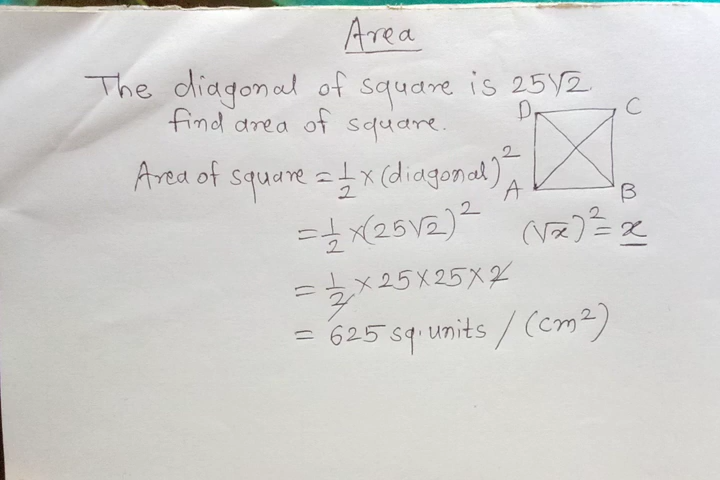 Area
The diagonal of square is 25√2.
find area of square.
D C
Area of square = 1/2 × (diagonal)²
A B
= 1/2 × (25√2)² (√x)² = x
= 1/2 × 25 × 25 × 2
= 625 sq. units / (cm²)